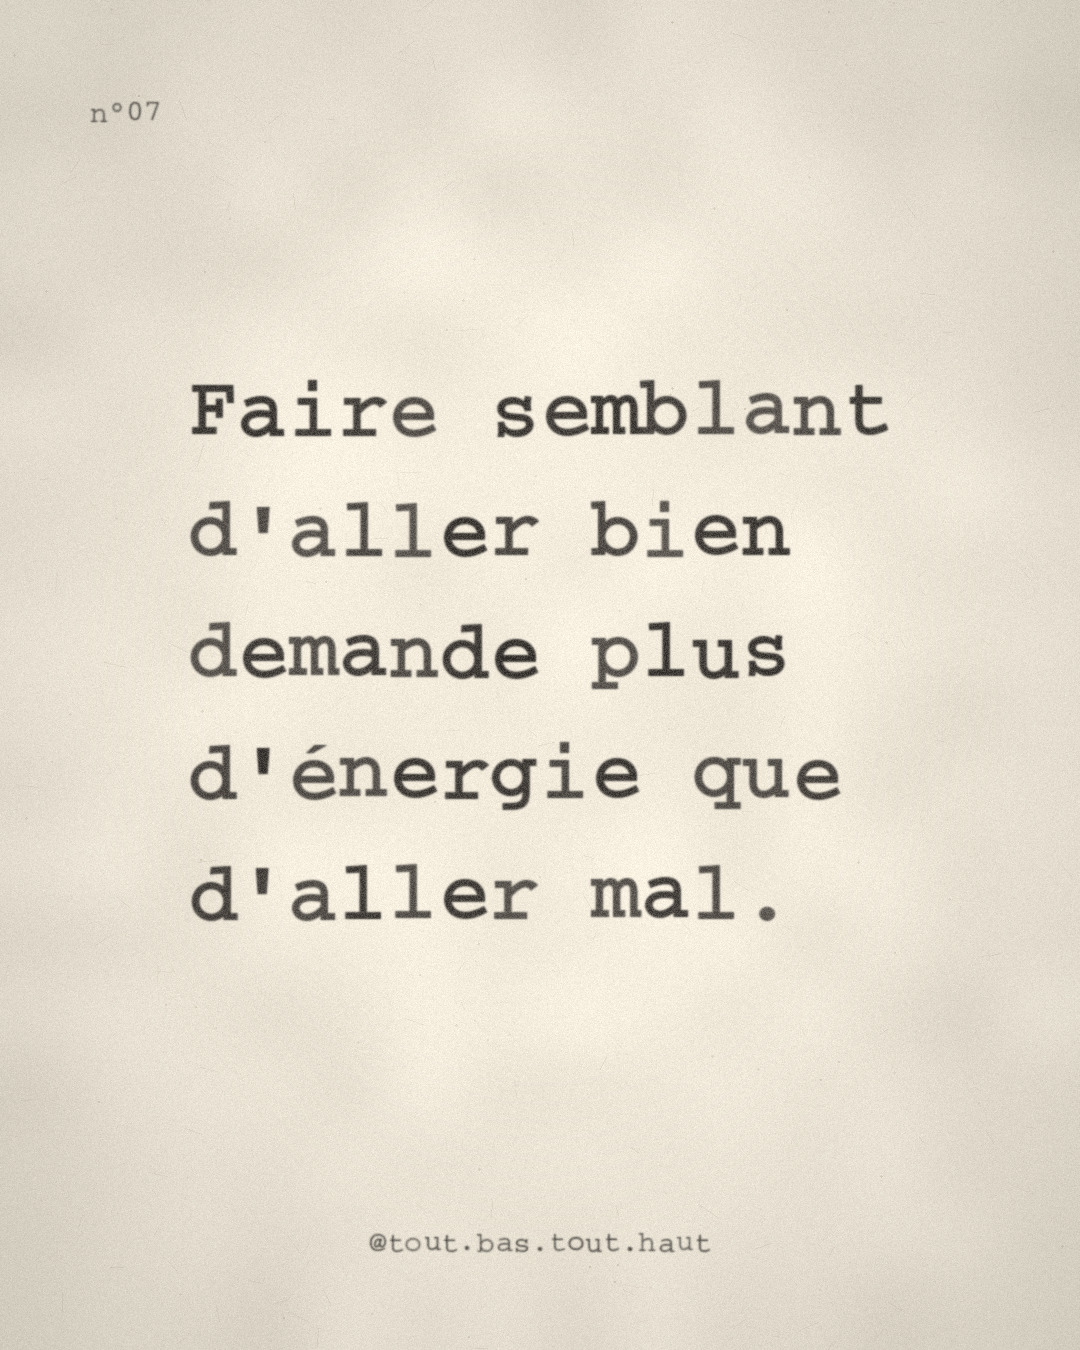 n°07
Faire semblant
d'aller bien
demande plus
d'énergie que
d'aller mal.
@tout.bas.tout.haut